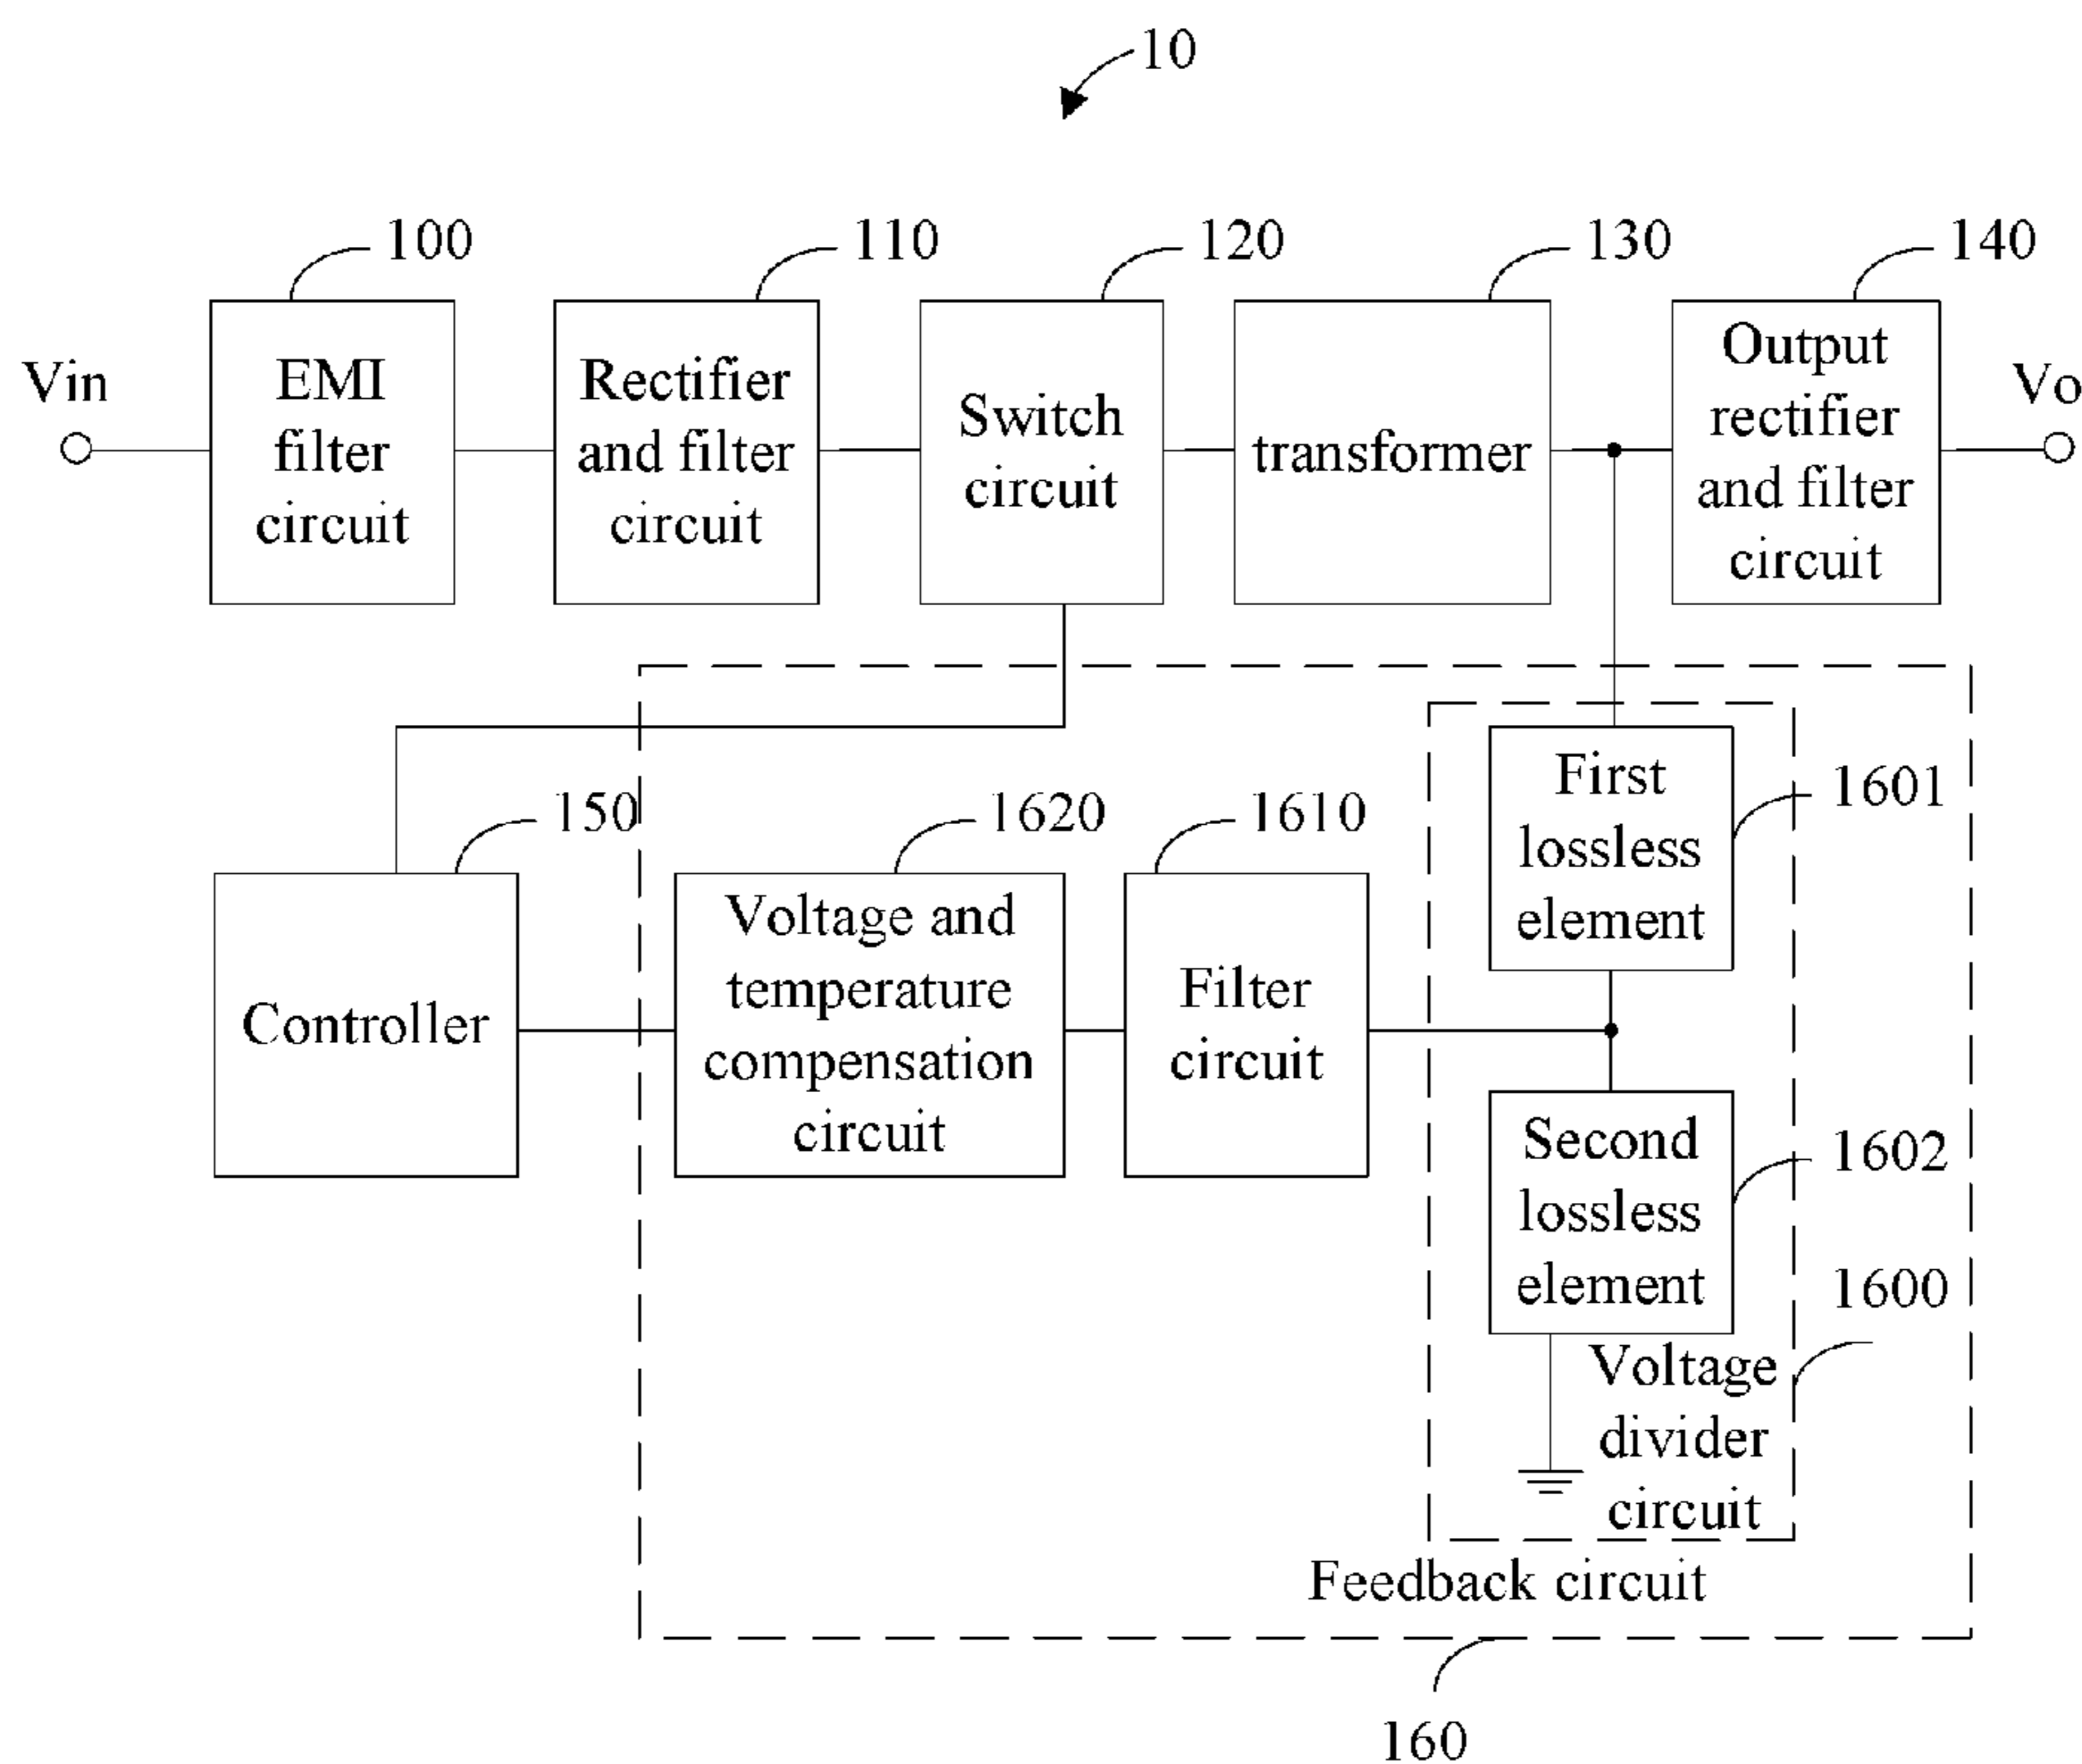 10
100
110
120
130
140
Vin
EMI
filter
circuit
Rectifier
and filter
circuit
Switch
circuit
transformer
Output
rectifier
and filter
circuit
Vo
150
1620
1610
1601
Controller
Voltage and
temperature
compensation
circuit
Filter
circuit
First
lossless
element
Second
lossless
element
1602
1600
Voltage
divider
circuit
Feedback circuit
160